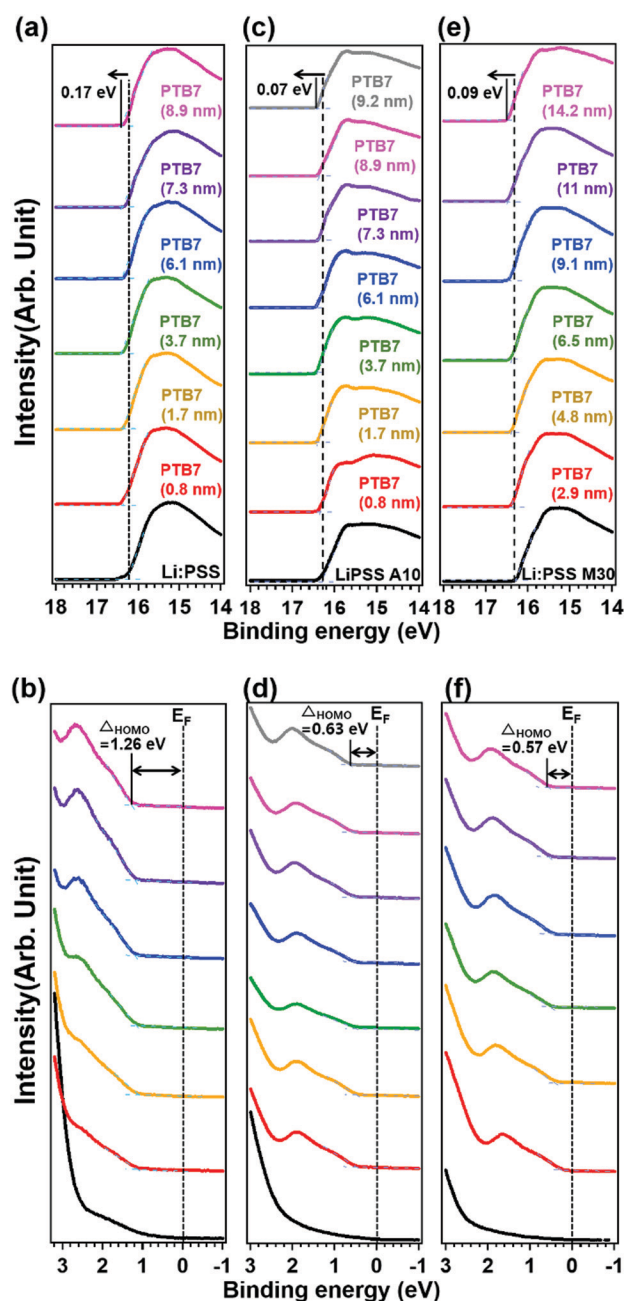 (a)
(c)
(e)
0.17 eV
PTB7
(8.9 nm)
PTB7
(7.3 nm)
PTB7
(6.1 nm)
PTB7
(3.7 nm)
PTB7
(1.7 nm)
PTB7
(0.8 nm)
Li:PSS
0.07 eV
PTB7
(9.2 nm)
PTB7
(8.9 nm)
PTB7
(7.3 nm)
PTB7
(6.1 nm)
PTB7
(3.7 nm)
PTB7
(1.7 nm)
PTB7
(0.8 nm)
LiPSS A10
0.09 eV
PTB7
(14.2 nm)
PTB7
(11 nm)
PTB7
(9.1 nm)
PTB7
(6.5 nm)
PTB7
(4.8 nm)
PTB7
(2.9 nm)
Li:PSS M30
Intensity(Arb. Unit)
18 17 16 15 14
18 17 16 15 14
18 17 16 15 14
Binding energy (eV)
(b)
(d)
(f)
△HOMO
=1.26 eV
EF
△HOMO
=0.63 eV
EF
△HOMO
=0.57 eV
EF
Intensity(Arb. Unit)
3 2 1 0 -1
3 2 1 0 -1
3 2 1 0 -1
Binding energy (eV)